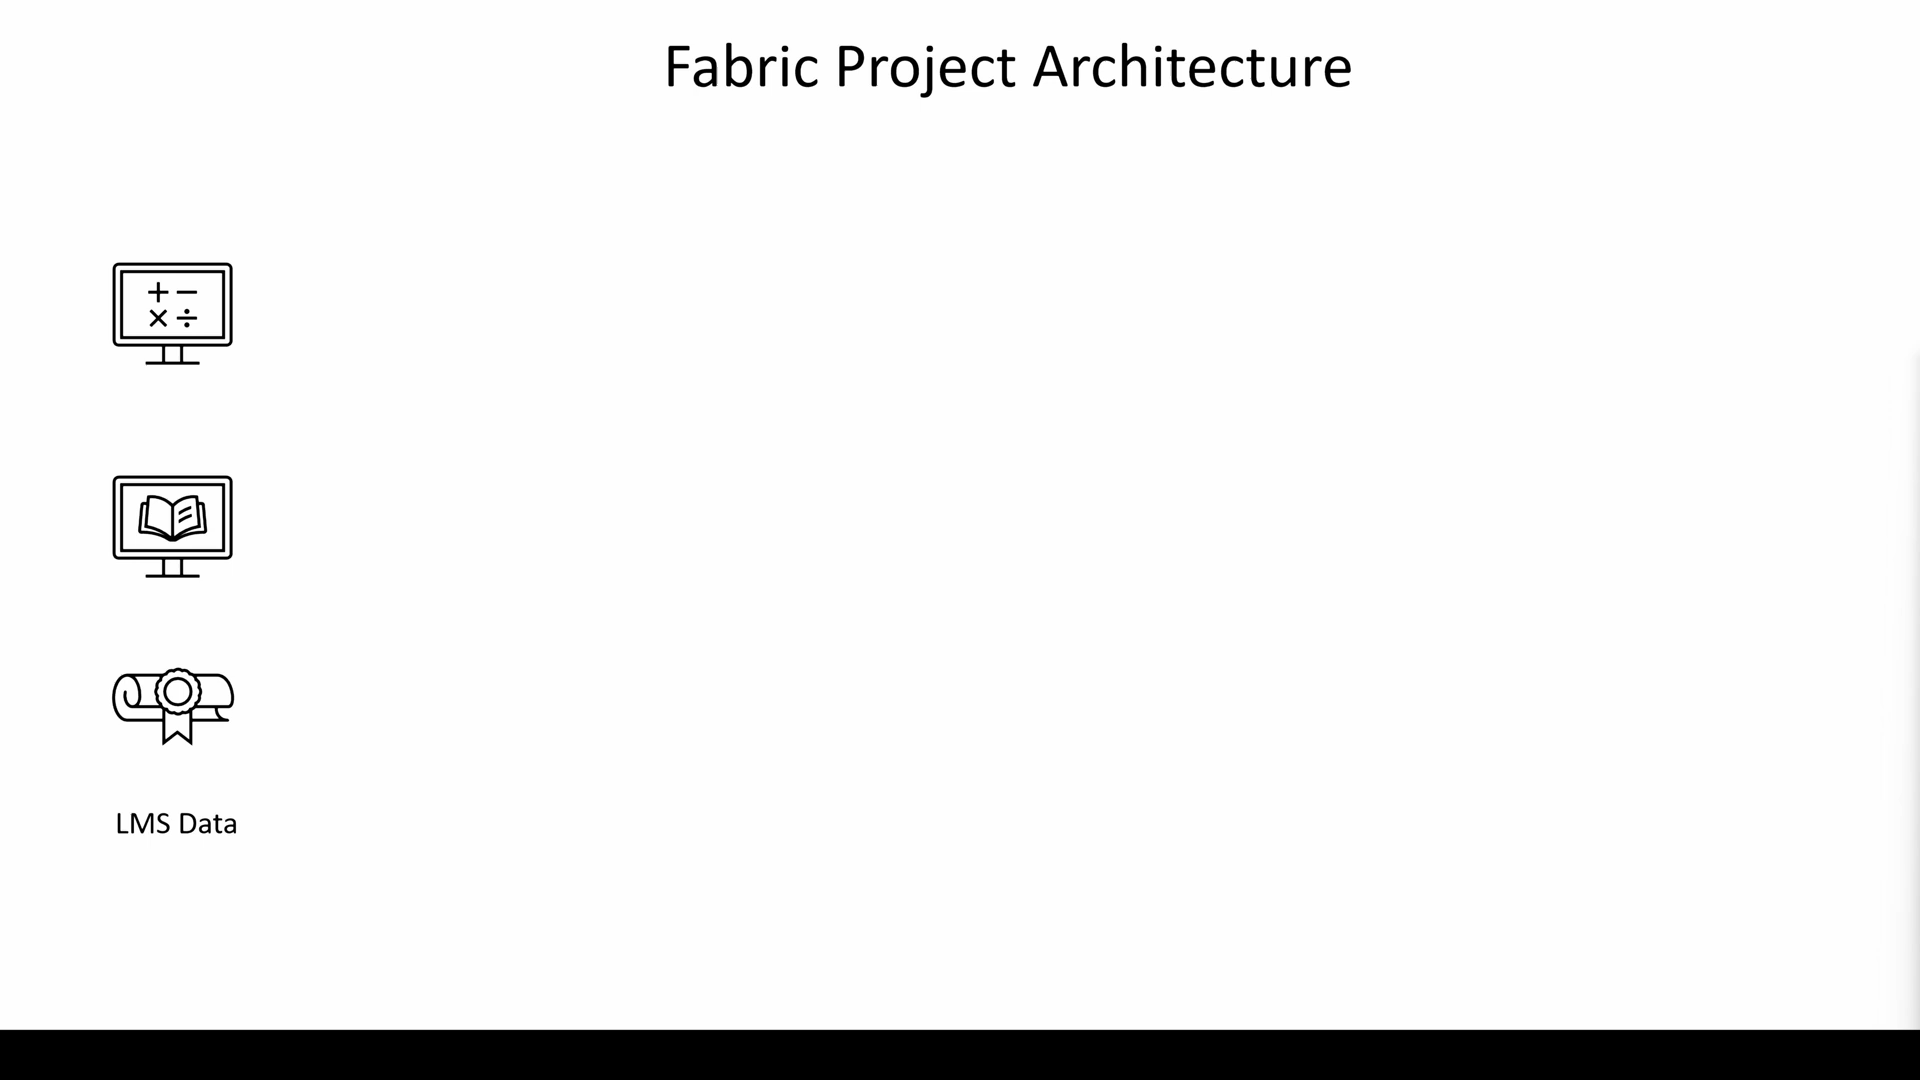 Fabric Project Architecture
+ −
× ÷
LMS Data